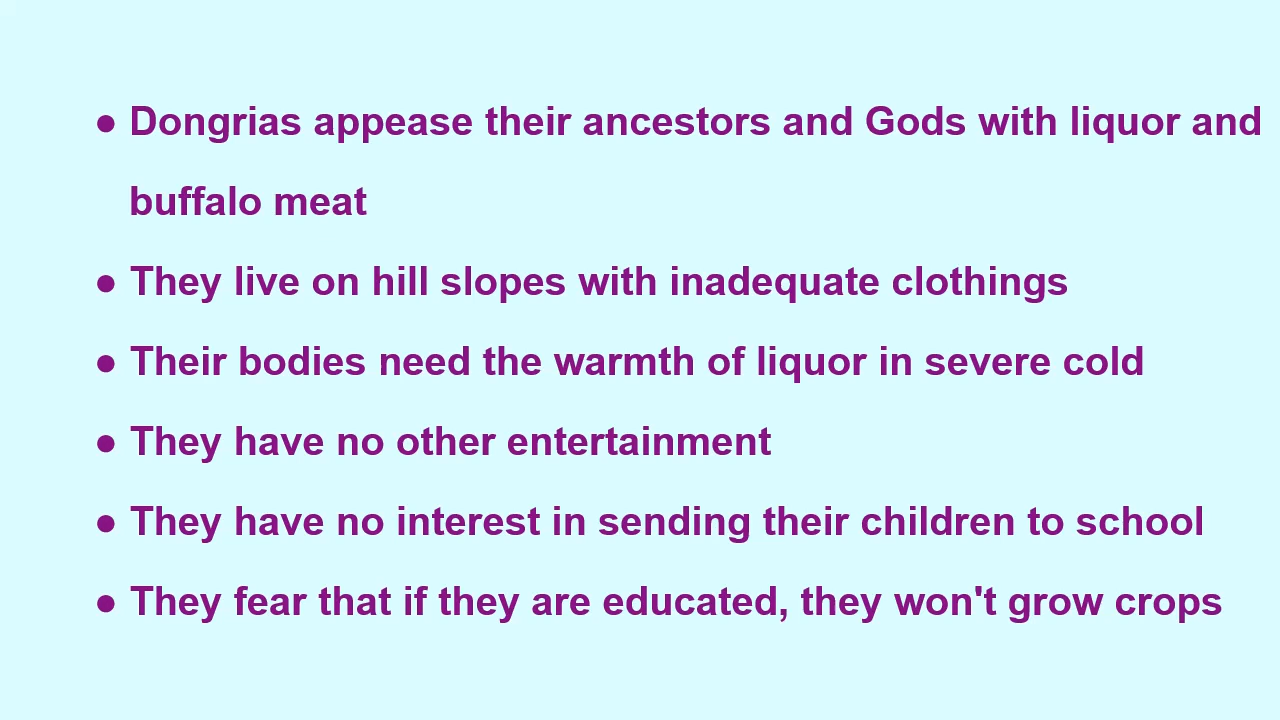 ● Dongrias appease their ancestors and Gods with liquor and
buffalo meat
● They live on hill slopes with inadequate clothings
● Their bodies need the warmth of liquor in severe cold
● They have no other entertainment
● They have no interest in sending their children to school
● They fear that if they are educated, they won't grow crops